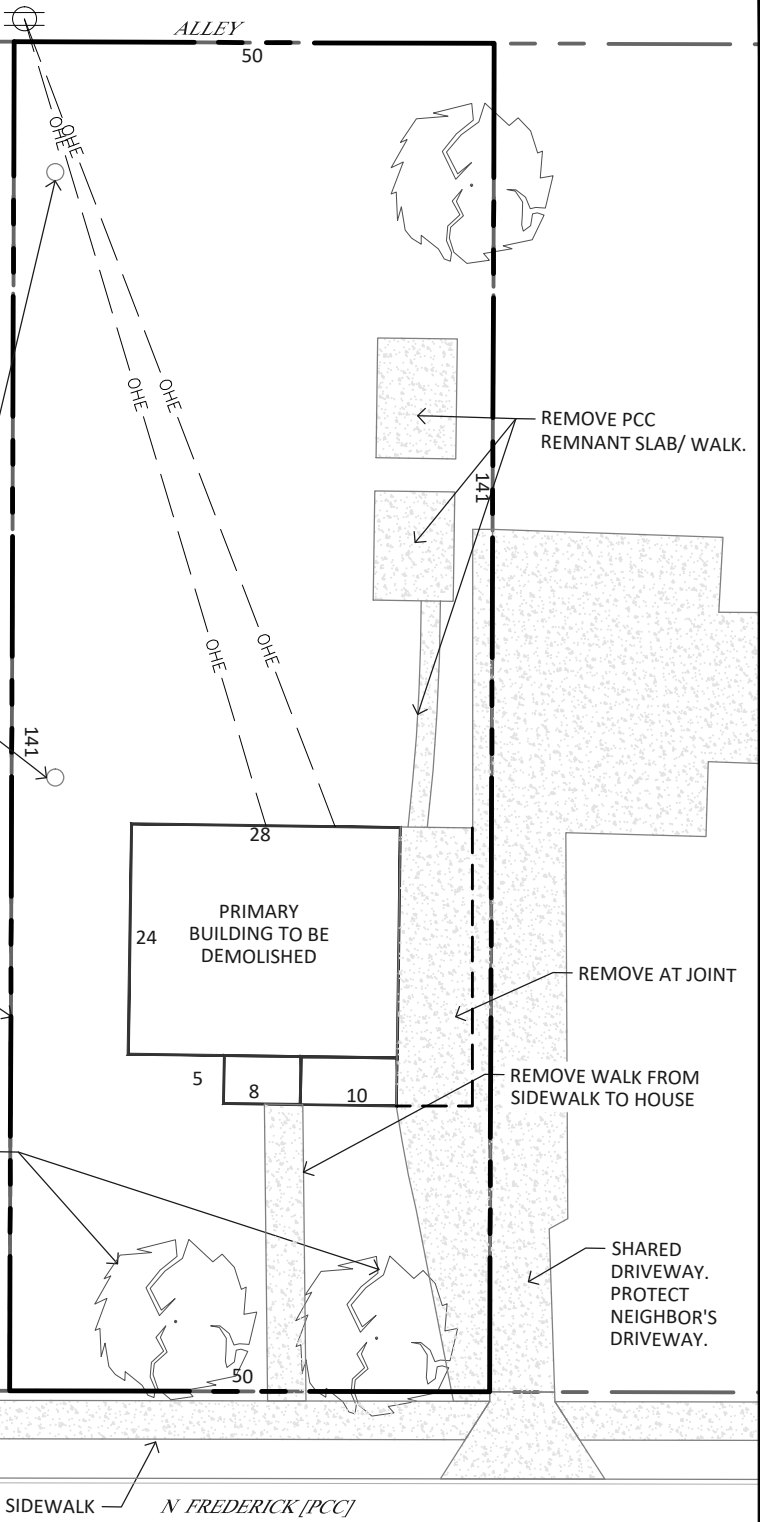 ALLEY
50
OHE
OHE
OHE
OHE
REMOVE PCC
REMNANT SLAB/ WALK.
141
OHE
OHE
141
28
PRIMARY
BUILDING TO BE
DEMOLISHED
24
REMOVE AT JOINT
5
8
10
REMOVE WALK FROM
SIDEWALK TO HOUSE
SHARED
DRIVEWAY.
PROTECT
NEIGHBOR'S
DRIVEWAY.
50
SIDEWALK
N FREDERICK [PCC]